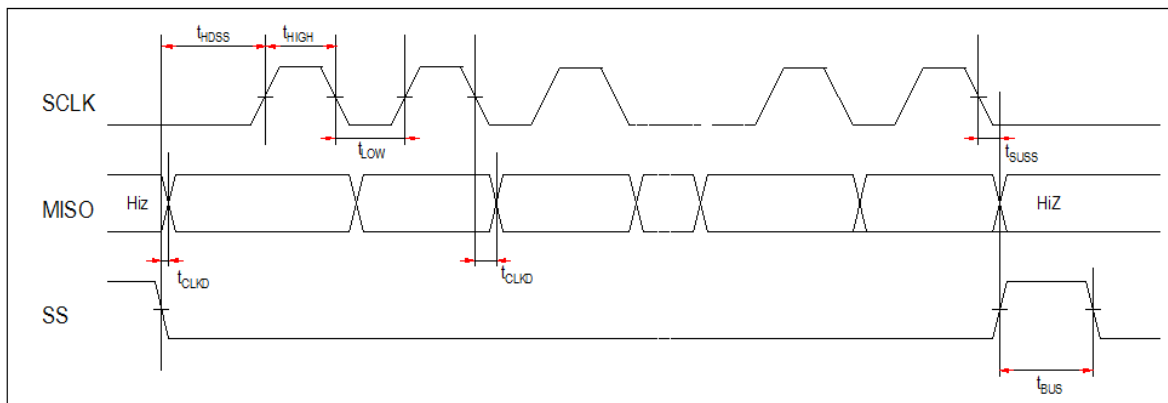 tHDSS tHIGH
SCLK
tLOW
tSUSS
MISO Hiz HiZ
tCLKD tCLKD
SS
tBUS